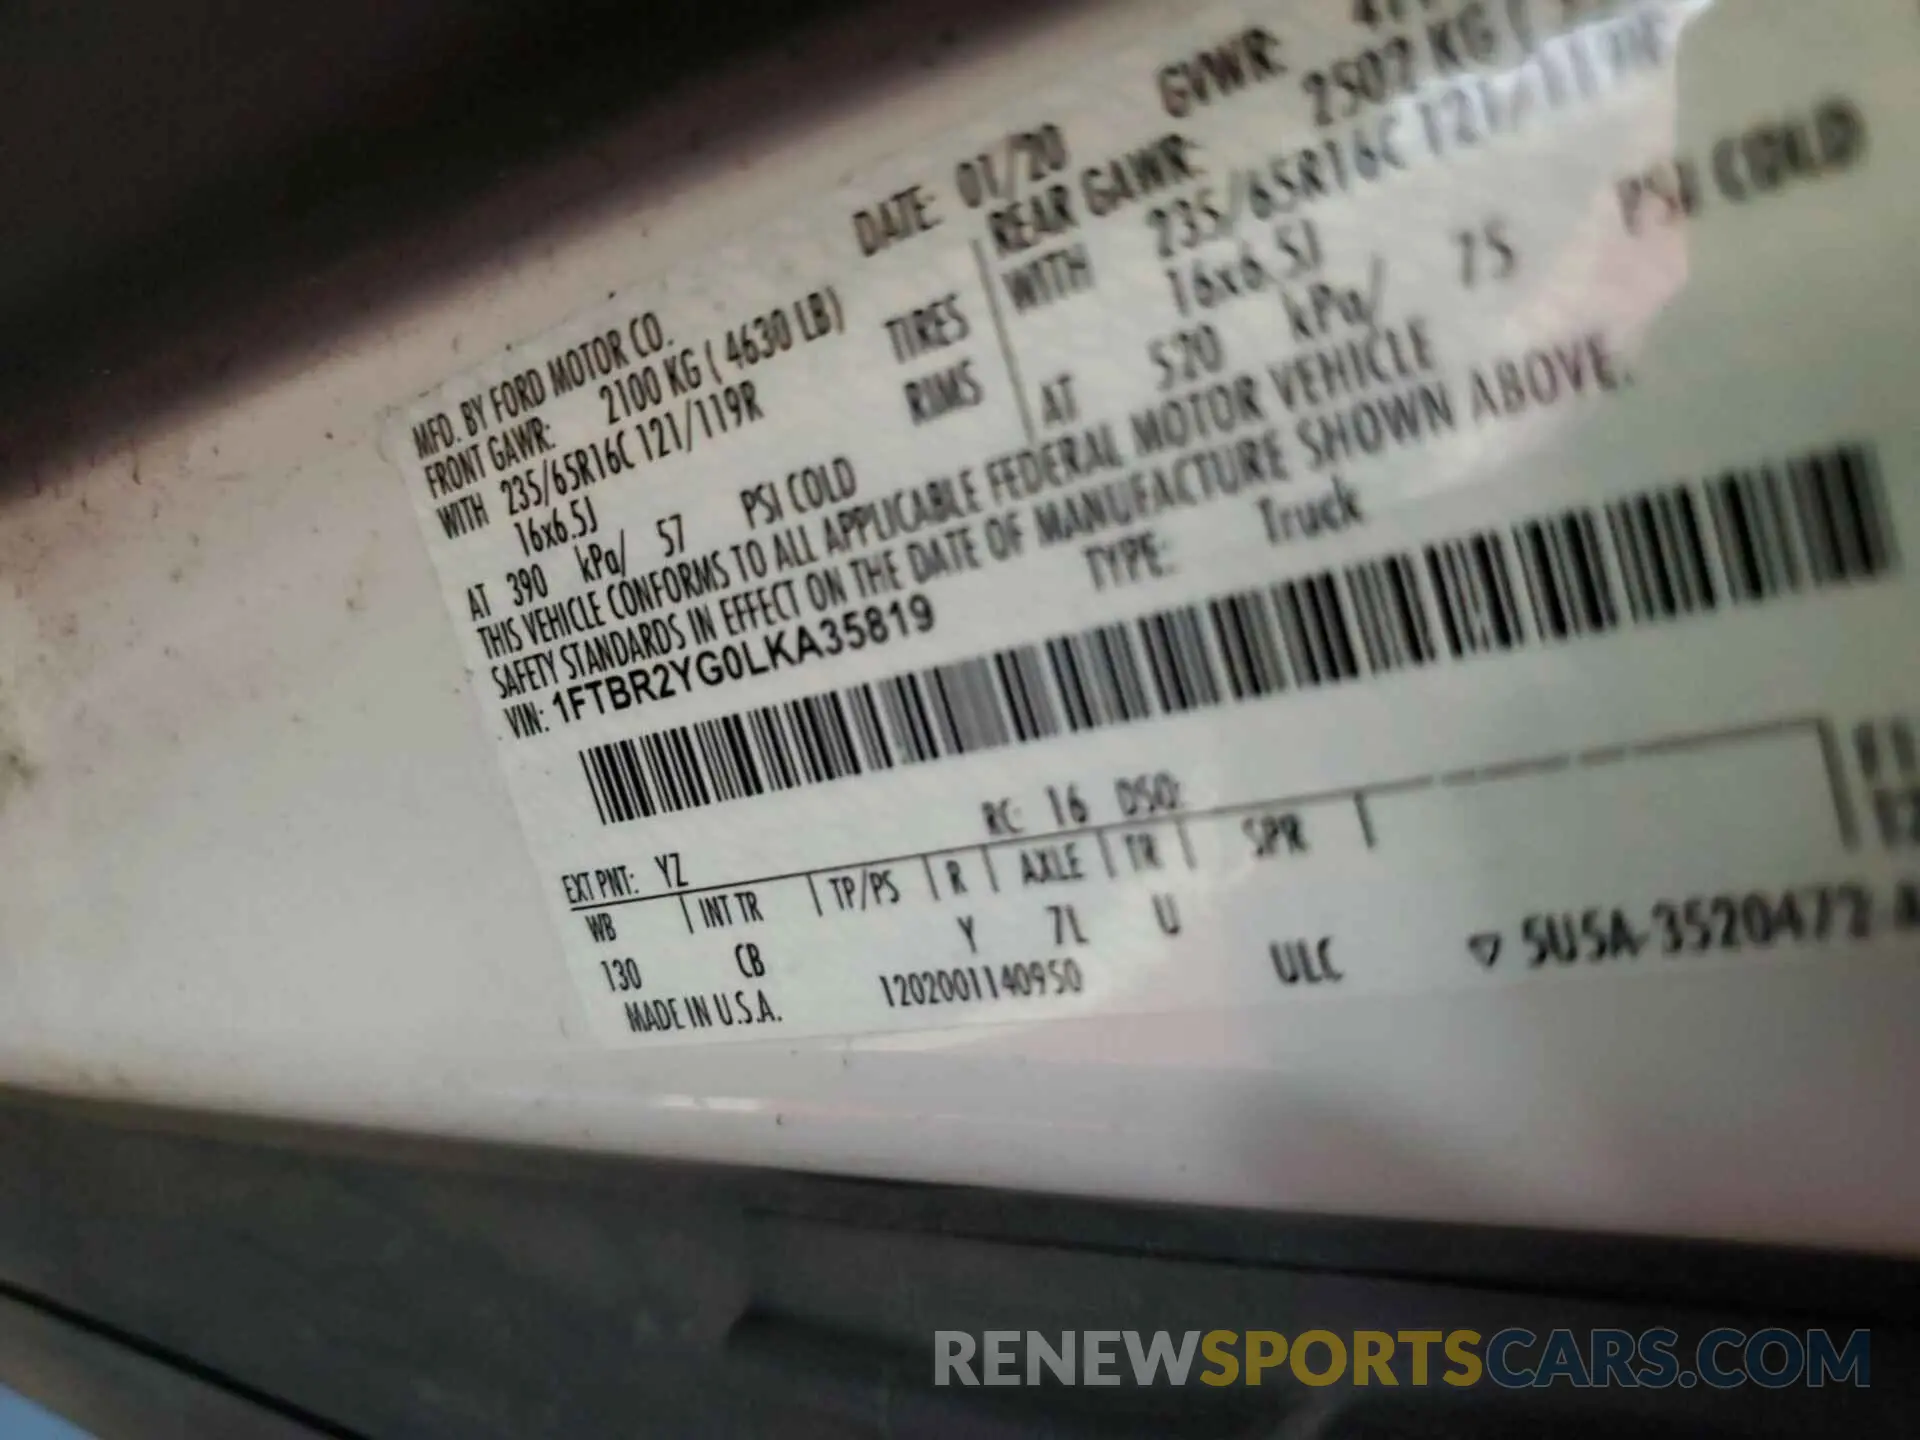 DATE: 01/20 GVWR:
MFD. BY FORD MOTOR CO.
FRONT GAWR: 2100 KG ( 4630 LB) REAR GAWR: 2507 KG (
WITH 235/65R16C 121/119R TIRES WITH 235/65R16C 121/119R
16x6.5J RIMS 16x6.5J
AT 390 kPa/ 57 PSI COLD AT 520 kPa/ 75 PSI COLD
THIS VEHICLE CONFORMS TO ALL APPLICABLE FEDERAL MOTOR VEHICLE
SAFETY STANDARDS IN EFFECT ON THE DATE OF MANUFACTURE SHOWN ABOVE.
VIN: 1FTBR2YG0LKA35819 TYPE: Truck
EXT PNT: YZ RC: 16 DSO:
WB | INT TR | TP/PS | R | AXLE | TR | SPR |
130 CB Y 7L U
MADE IN U.S.A. 1202001140950 ULC ▽ 5U5A-3520472-A
RENEWSPORTSCARS.COM